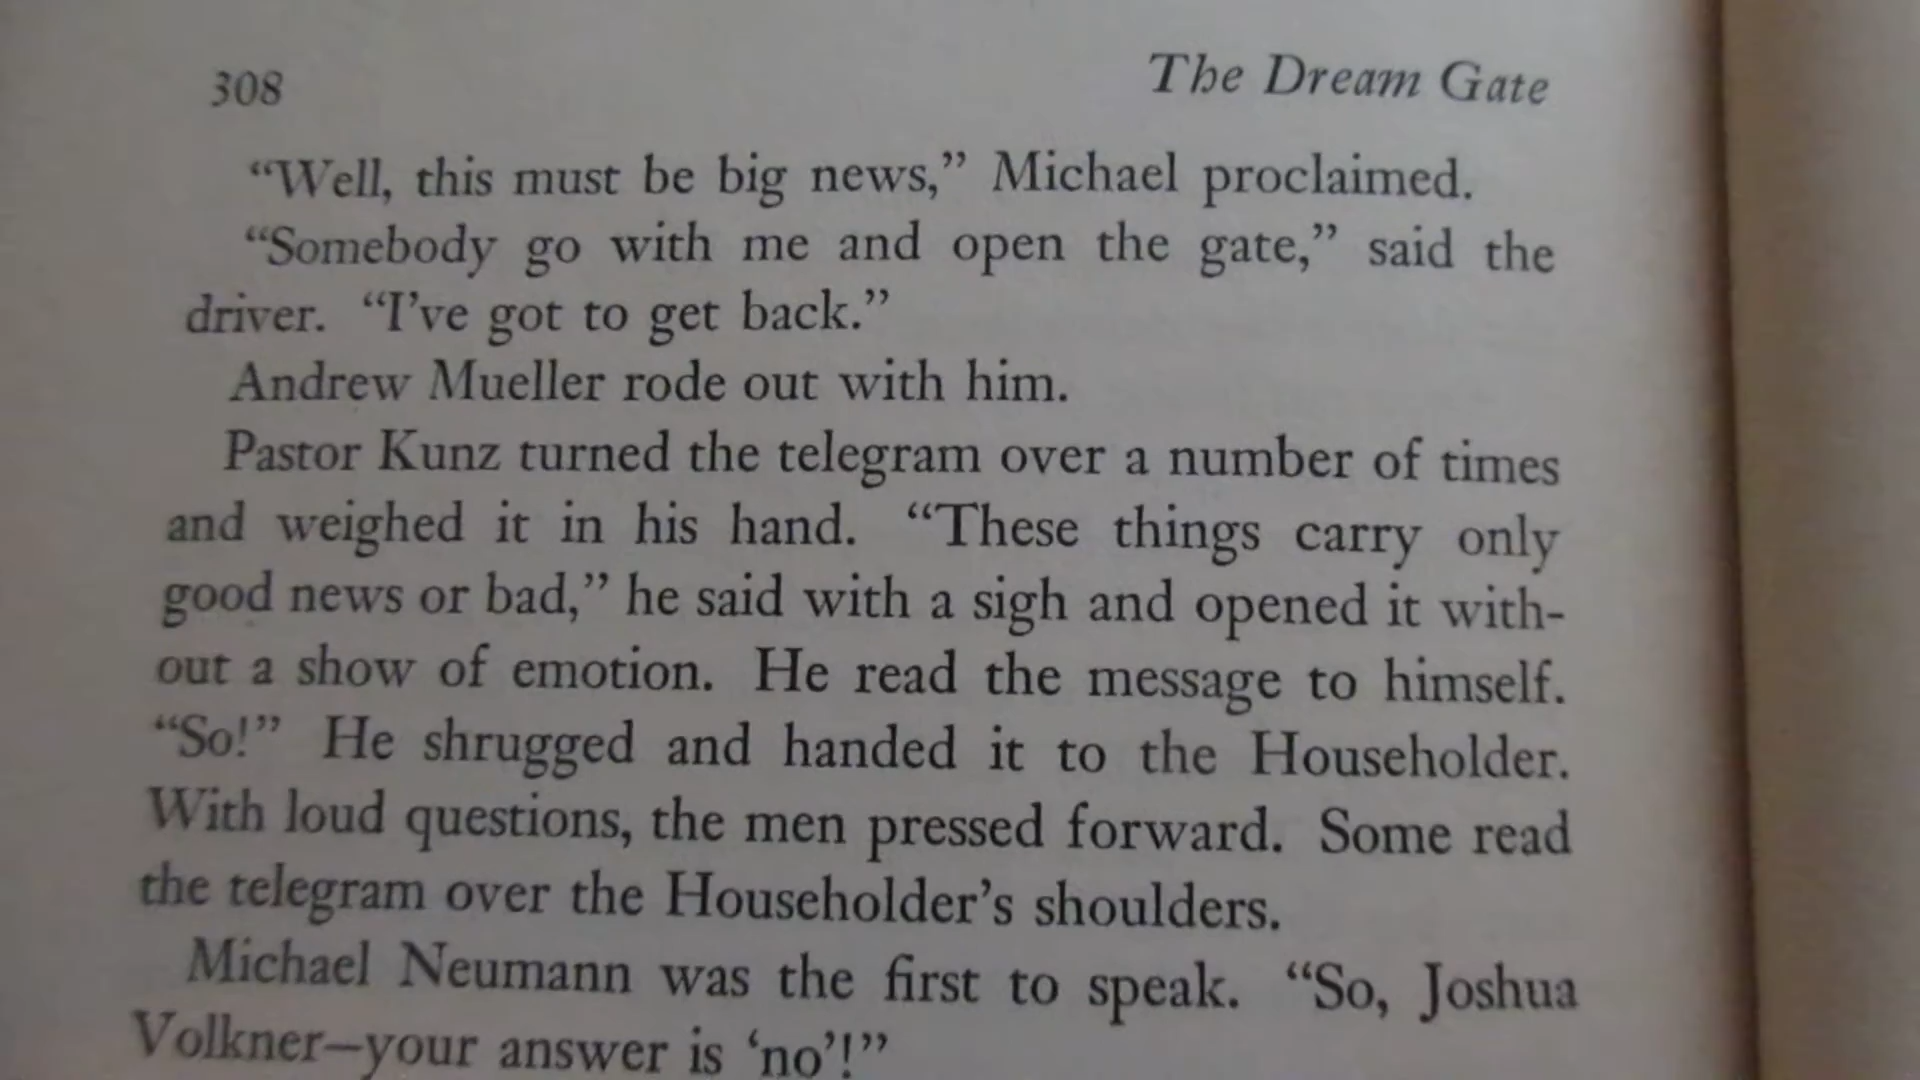 308 The Dream Gate
“Well, this must be big news,” Michael proclaimed.
“Somebody go with me and open the gate,” said the
driver. “I’ve got to get back.”
Andrew Mueller rode out with him.
Pastor Kunz turned the telegram over a number of times
and weighed it in his hand. “These things carry only
good news or bad,” he said with a sigh and opened it with-
out a show of emotion. He read the message to himself.
“So!” He shrugged and handed it to the Householder.
With loud questions, the men pressed forward. Some read
the telegram over the Householder’s shoulders.
Michael Neumann was the first to speak. “So, Joshua
Volkner—your answer is ‘no’!”